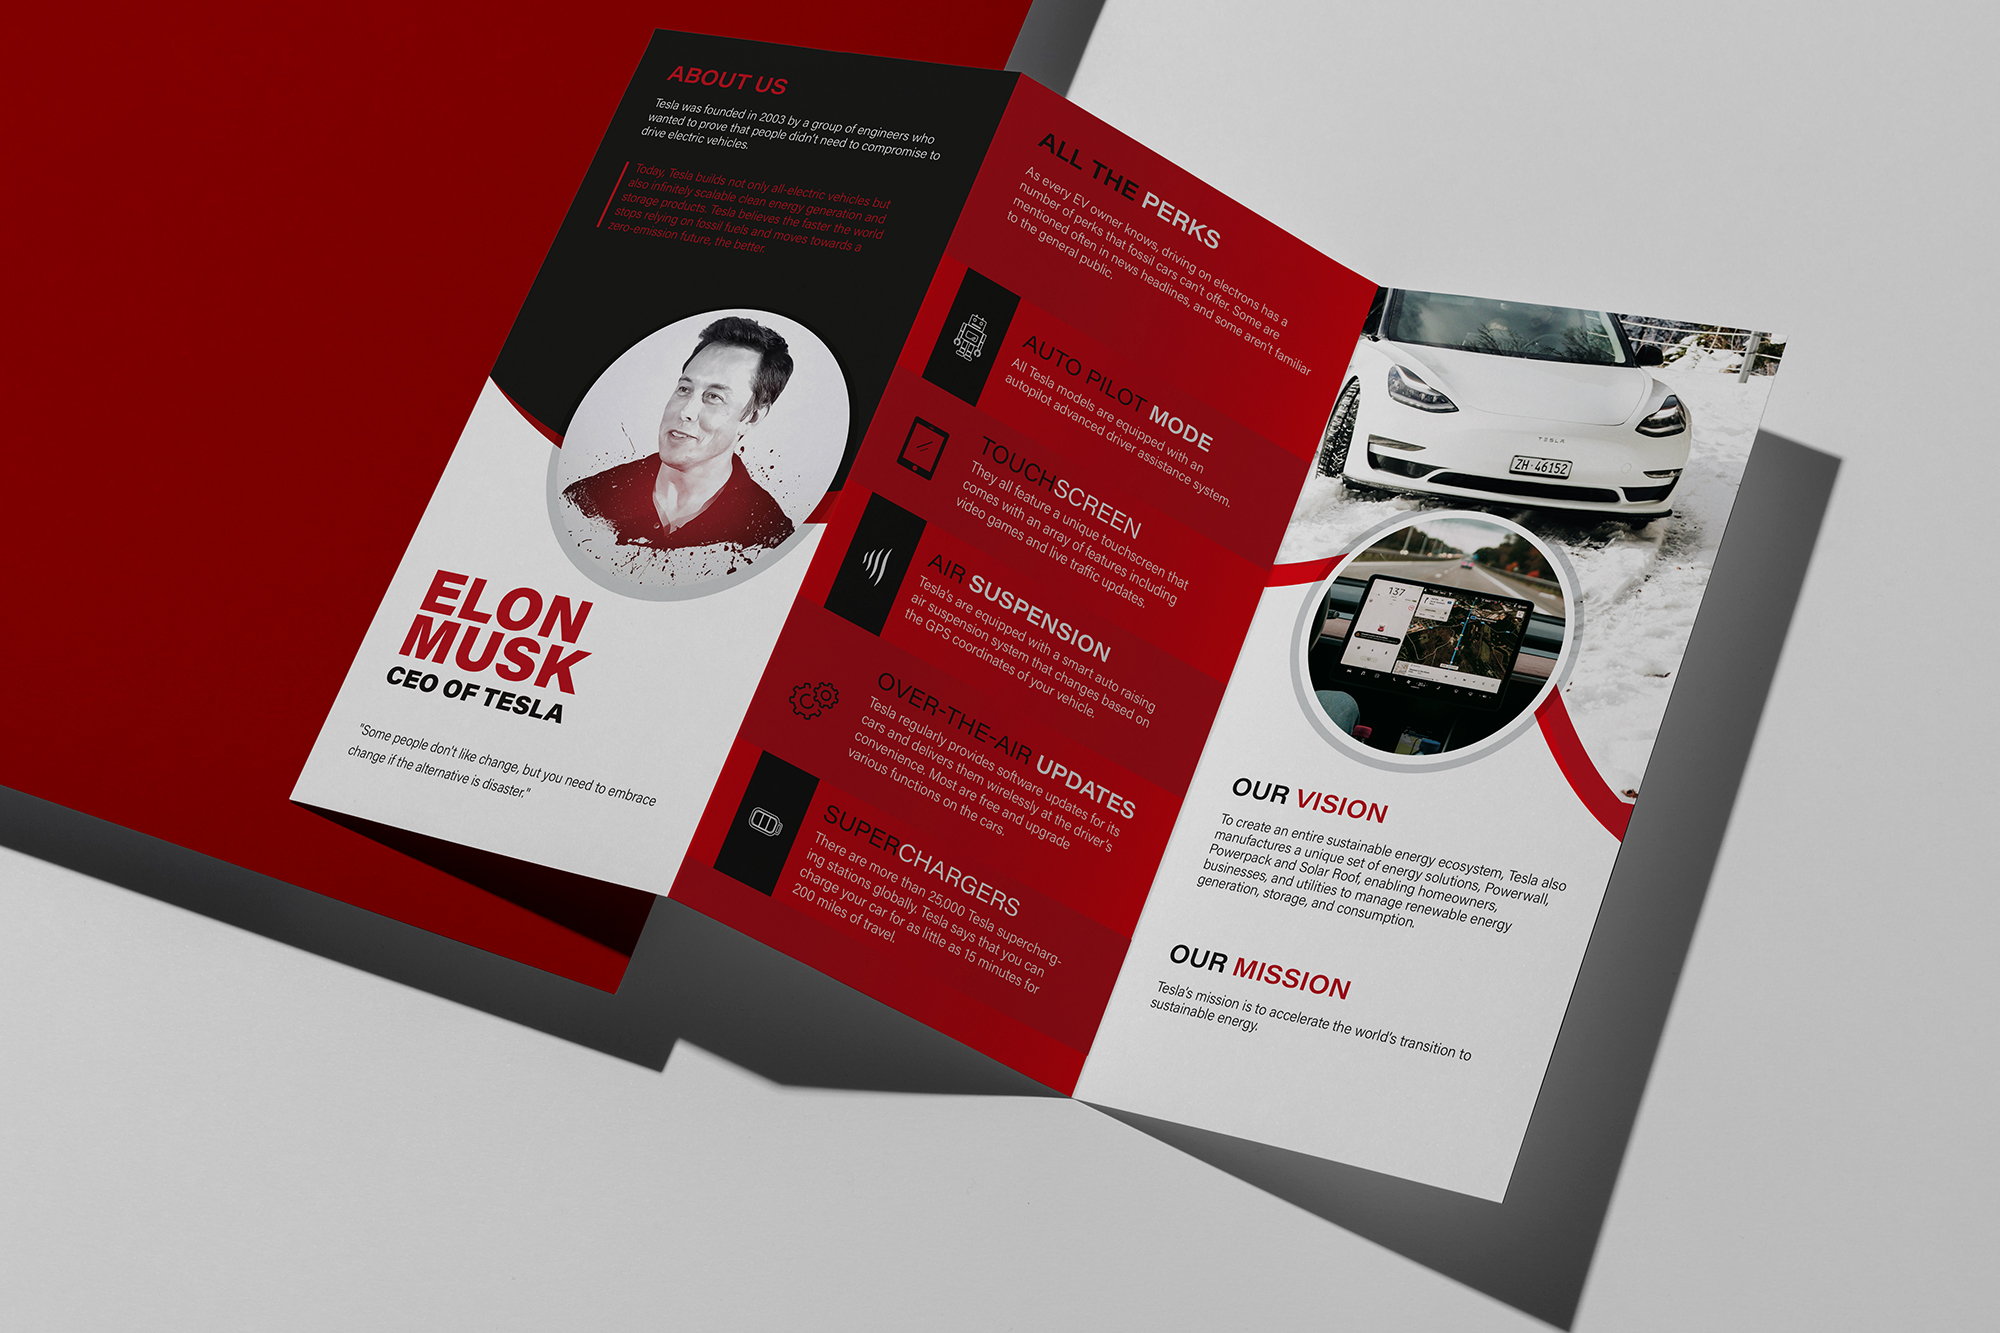 ABOUT US
Tesla was founded in 2003 by a group of engineers who
wanted to prove that people didn't need to compromise to
drive electric vehicles.
Today, Tesla builds not only all-electric vehicles but
also infinitely scalable clean energy generation and
storage products. Tesla believes the faster the world
stops relying on fossil fuels and moves towards a
zero-emission future, the better.
ELON
MUSK
CEO OF TESLA
"Some people don't like change, but you need to embrace
change if the alternative is disaster."
ALL THE PERKS
As every EV owner knows, driving on electrons has a
number of perks that fossil cars can't offer. Some are
mentioned often in news headlines, and some aren't familiar
to the general public.
AUTO PILOT MODE
All Tesla models are equipped with an
autopilot advanced driver assistance system.
TOUCHSCREEN
They all feature a unique touchscreen that
comes with an array of features including
video games and live traffic updates.
AIR SUSPENSION
Tesla's are equipped with a smart auto raising
air suspension system that changes based on
the GPS coordinates of your vehicle.
OVER-THE-AIR UPDATES
Tesla regularly provides software updates for its
cars and delivers them wirelessly at the driver's
convenience. Most are free and upgrade
various functions on the cars.
SUPERCHARGERS
There are more than 25,000 Tesla supercharg-
ing stations globally. Tesla says that you can
charge your car for as little as 15 minutes for
200 miles of travel.
TESLA
ZH·46152
137
OUR VISION
To create an entire sustainable energy ecosystem, Tesla also
manufactures a unique set of energy solutions, Powerwall,
Powerpack and Solar Roof, enabling homeowners,
businesses, and utilities to manage renewable energy
generation, storage, and consumption.
OUR MISSION
Tesla's mission is to accelerate the world's transition to
sustainable energy.